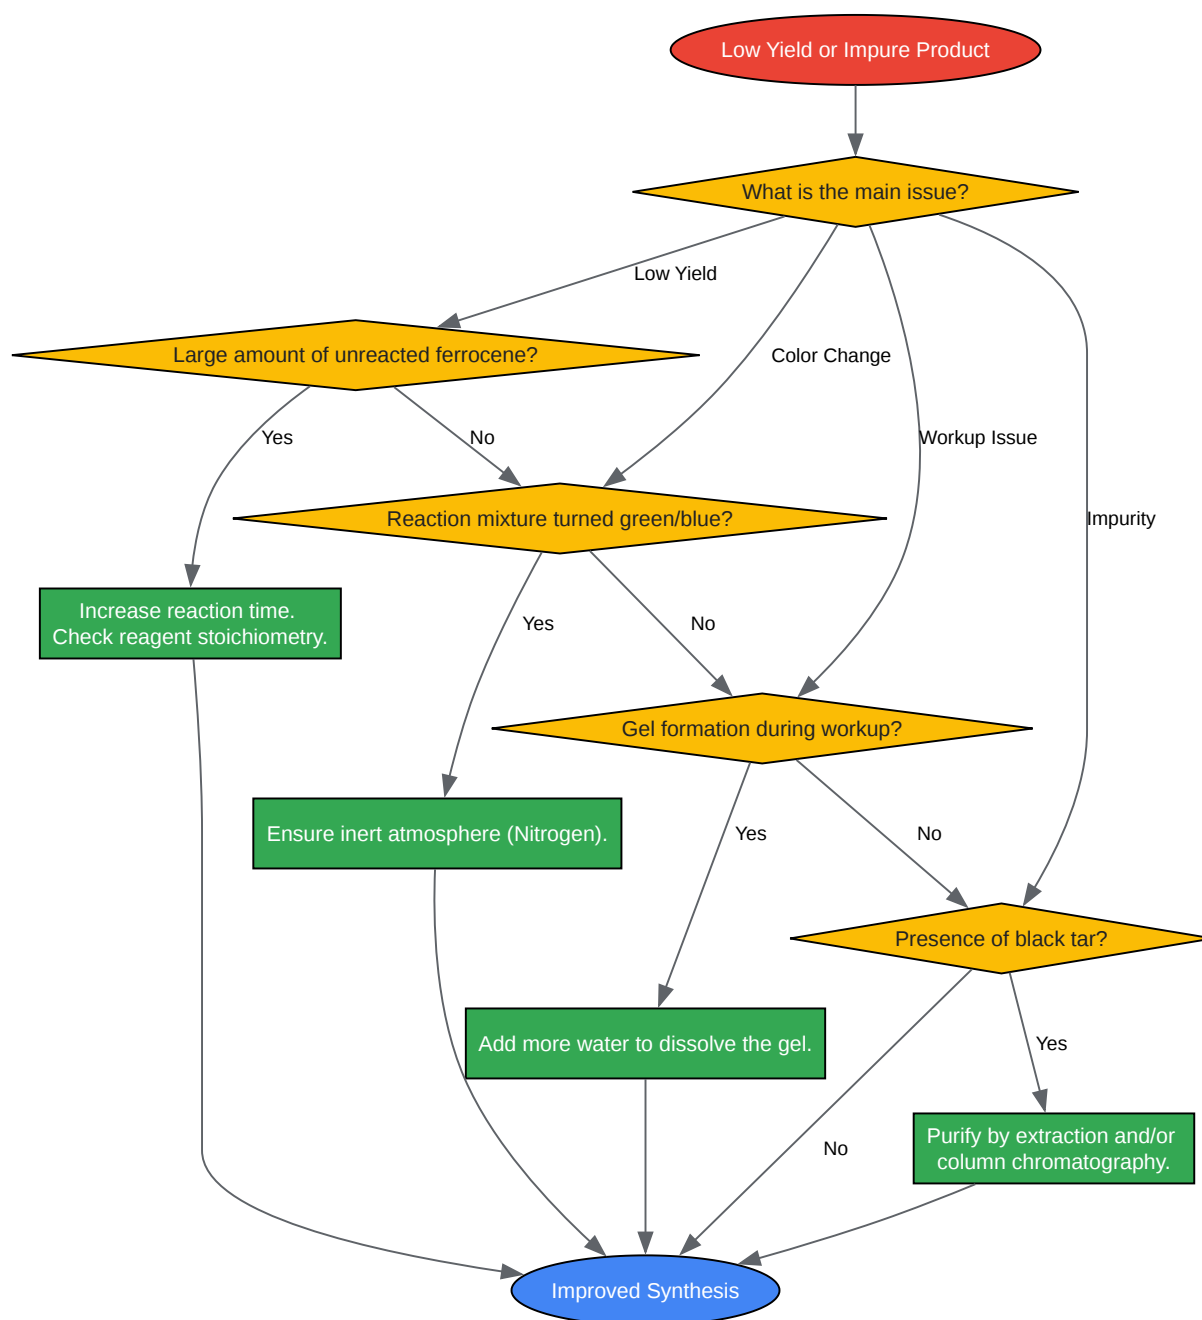 Low Yield or Impure Product
What is the main issue?
Low Yield
Large amount of unreacted ferrocene?
Color Change
Yes
No
Workup Issue
Reaction mixture turned green/blue?
Impurity
Increase reaction time.
Check reagent stoichiometry.
Yes
No
Gel formation during workup?
Ensure inert atmosphere (Nitrogen).
Yes
No
Presence of black tar?
Add more water to dissolve the gel.
Yes
No
Purify by extraction and/or
column chromatography.
Improved Synthesis